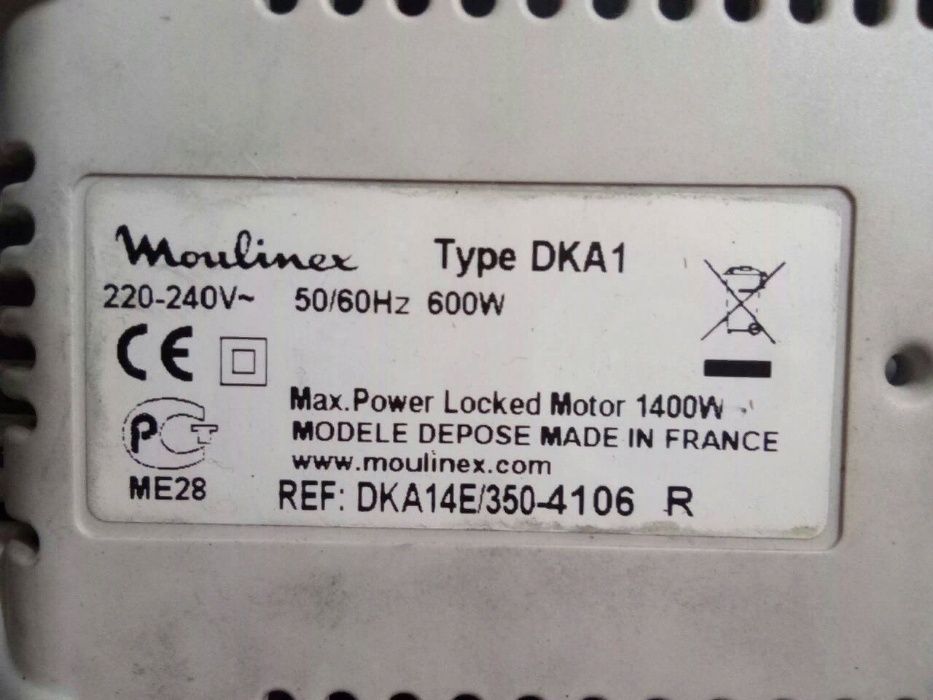 Moulinex Type DKA1
220-240V~ 50/60Hz 600W
CE
PCT
Max.Power Locked Motor 1400W
MODELE DEPOSE MADE IN FRANCE
www.moulinex.com
ME28
REF: DKA14E/350-4106 R